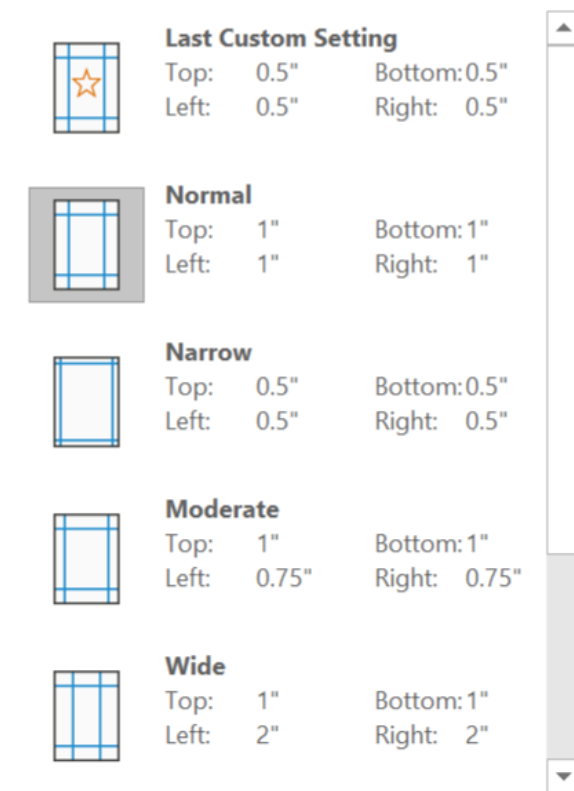 Last Custom Setting
Top: 0.5" Bottom: 0.5"
Left: 0.5" Right: 0.5"
Normal
Top: 1" Bottom: 1"
Left: 1" Right: 1"
Narrow
Top: 0.5" Bottom: 0.5"
Left: 0.5" Right: 0.5"
Moderate
Top: 1" Bottom: 1"
Left: 0.75" Right: 0.75"
Wide
Top: 1" Bottom: 1"
Left: 2" Right: 2"